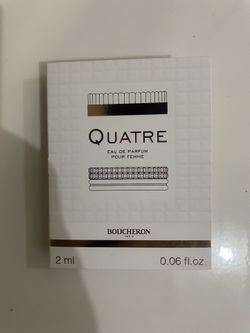 QUATRE
EAU DE PARFUM
POUR FEMME
BOUCHERON
PARIS
2 ml 0.06 fl.oz.